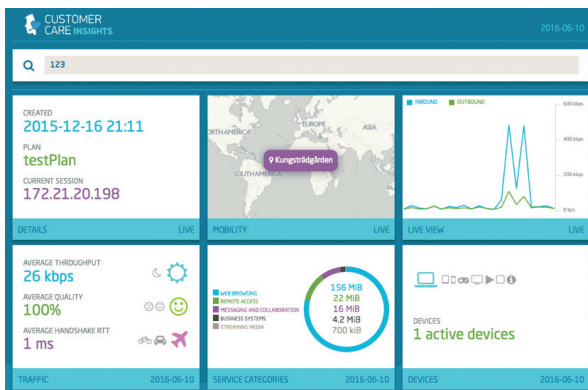 CUSTOMER
CARE INSIGHTS
2016-06-10
123
CREATED
2015-12-16 21:11
PLAN
testPlan
CURRENT SESSION
172.21.20.198
DETAILS LIVE
NORTH AMERICA
EUROPE
ASIA
Kungsträdgården
SOUTH AMERICA
MOBILITY LIVE
INBOUND OUTBOUND
600 kbps
400 kbps
200 kbps
0 kbps
LIVE VIEW LIVE
AVERAGE THROUGHPUT
26 kbps
AVERAGE QUALITY
100%
AVERAGE HANDSHAKE RTT
1 ms
TRAFFIC 2016-06-10
WEB BROWSING 156 MiB
REMOTE ACCESS 22 MiB
MESSAGING AND COLLABORATION 16 MiB
BUSINESS SYSTEMS 4.2 MiB
STREAMING MEDIA 700 kiB
SERVICE CATEGORIES 2016-06-10
DEVICES
1 active devices
DEVICES 2016-06-10